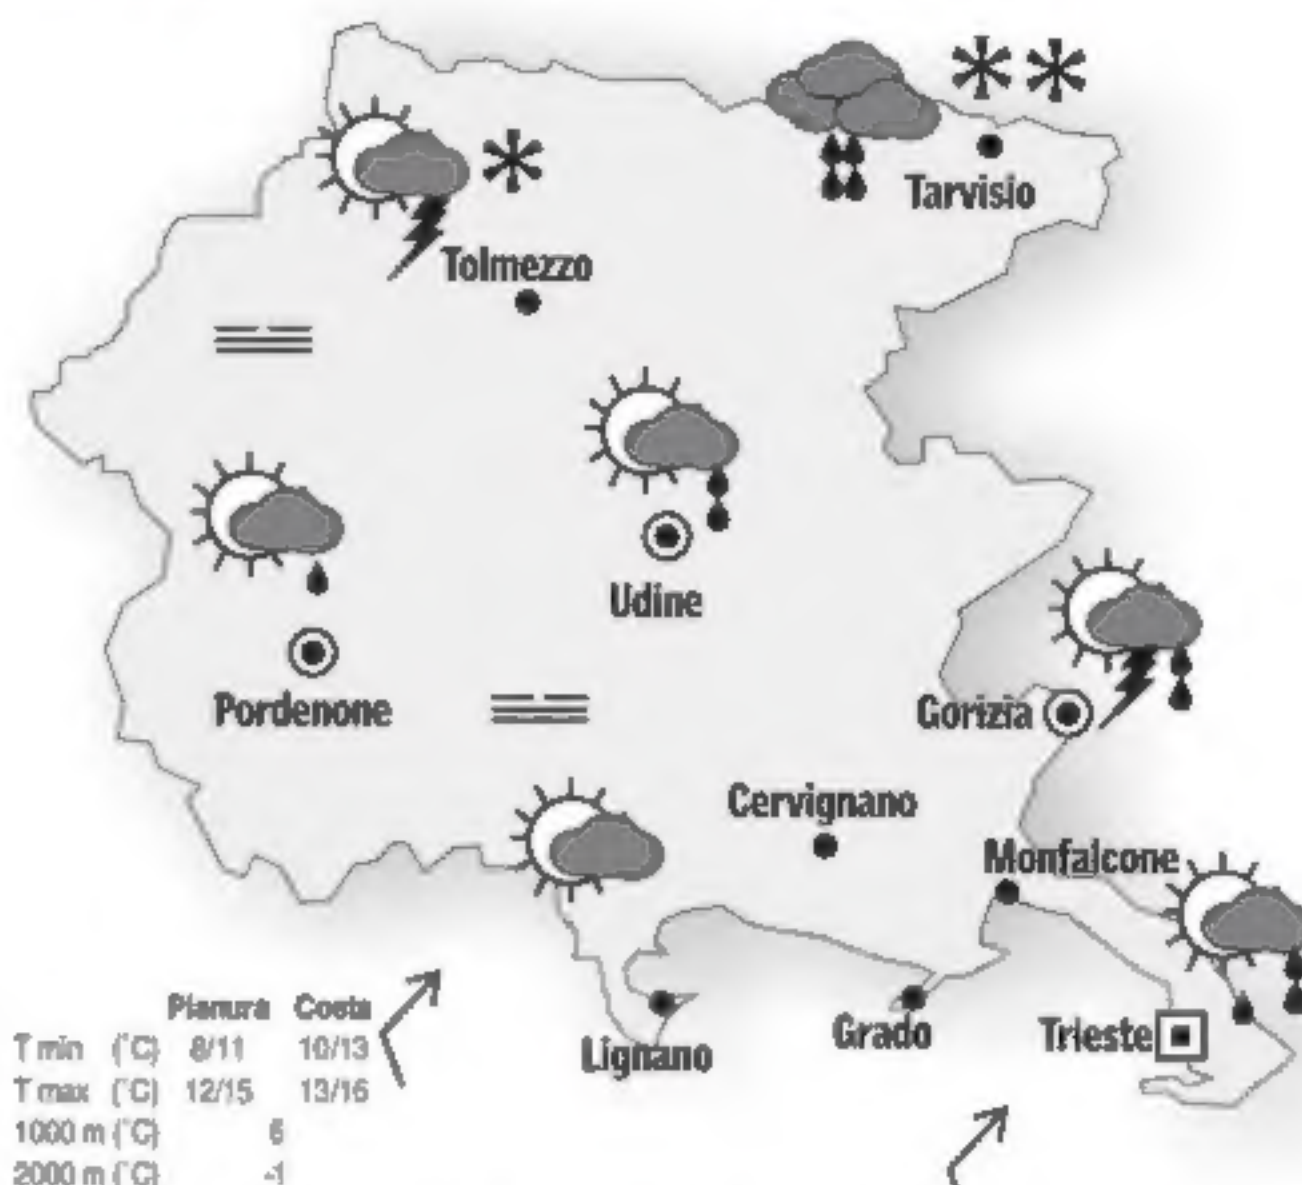 Tarvisio
Tolmezzo
Udine
Pordenone
Gorizia
Cervignano
Monfalcone
Grado
Trieste
Lignano
Pianura Costa
T min (°C) 8/11 10/13
T max (°C) 12/15 13/16
1000 m (°C) 6
2000 m (°C) -1